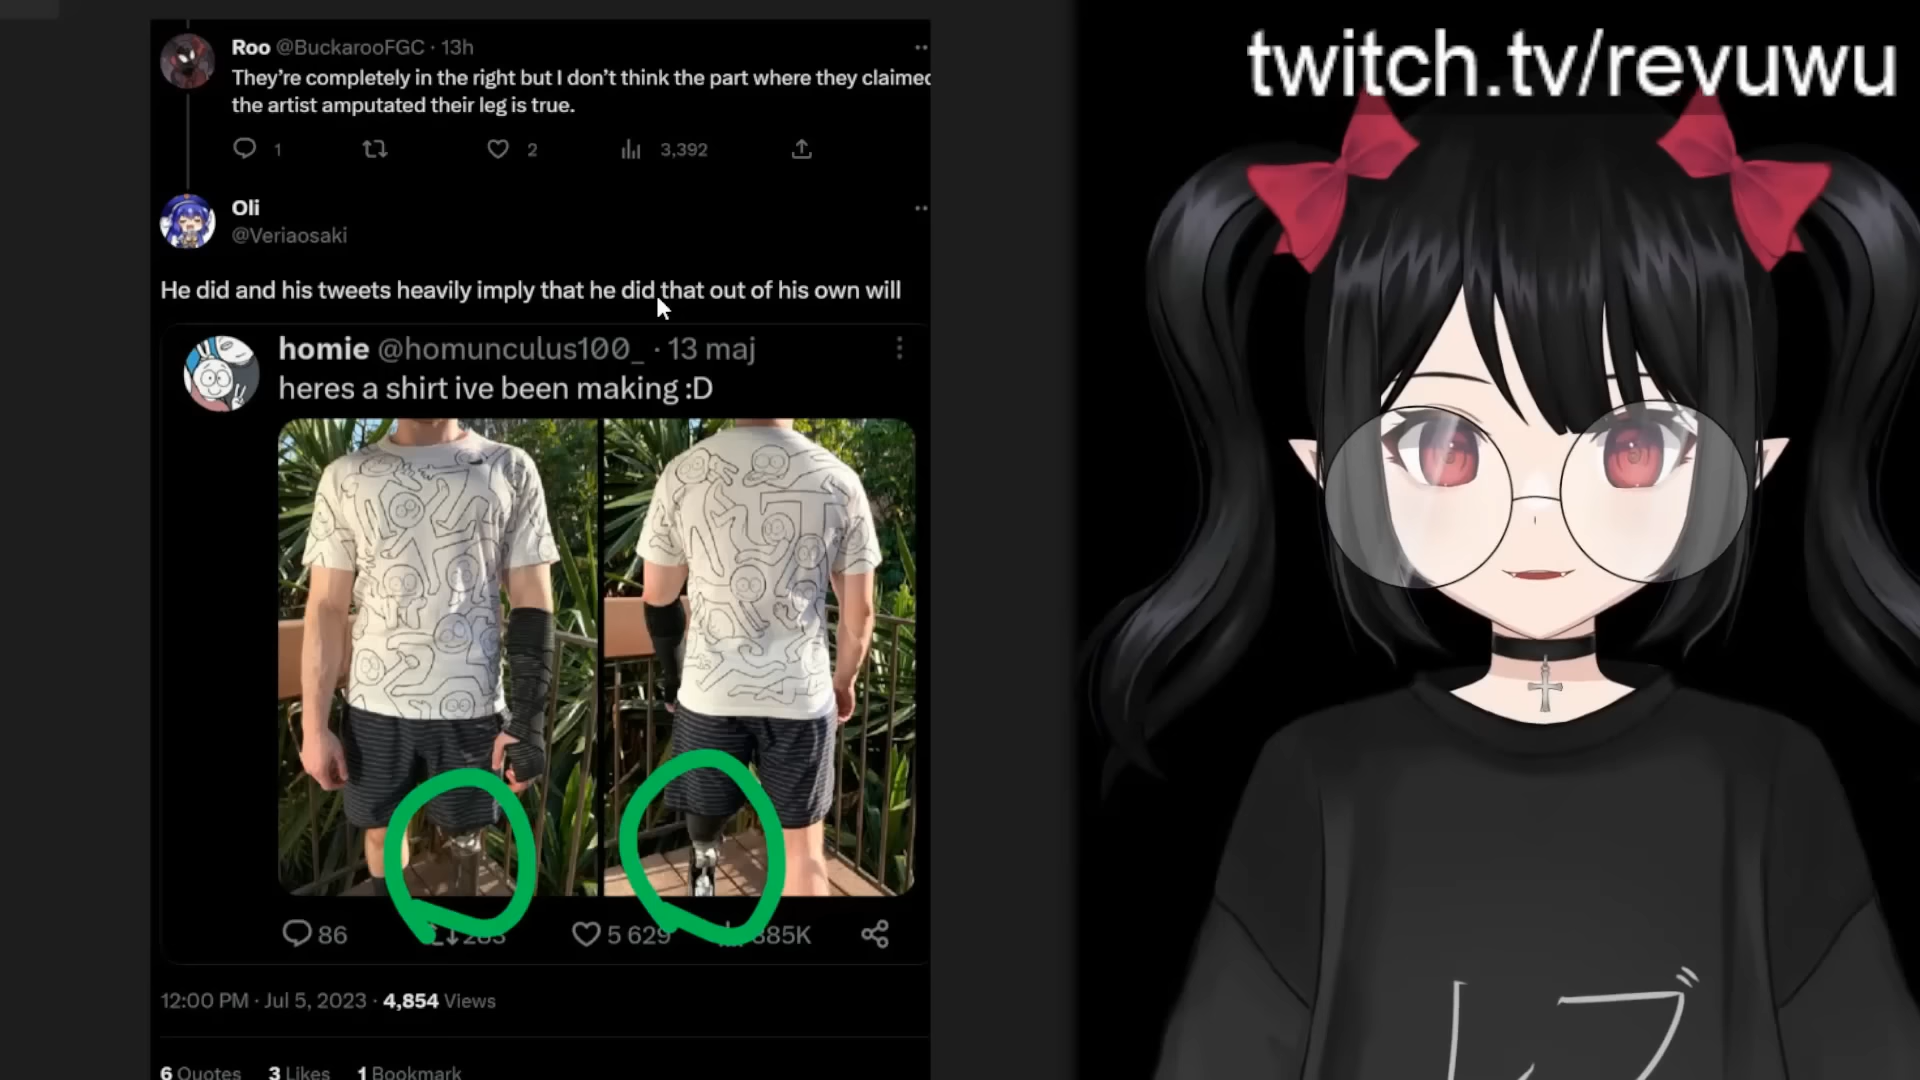 Roo @BuckarooFGC · 13h
They're completely in the right but I don't think the part where they claimed
the artist amputated their leg is true.
1 2 3,392
Oli
@Veriaosaki
He did and his tweets heavily imply that he did that out of his own will
homie @homunculus100_ · 13 maj
heres a shirt ive been making :D
86 283 5 629 885K
12:00 PM · Jul 5, 2023 · 4,854 Views
6 Quotes 3 Likes 1 Bookmark
twitch.tv/revuwu
レブ